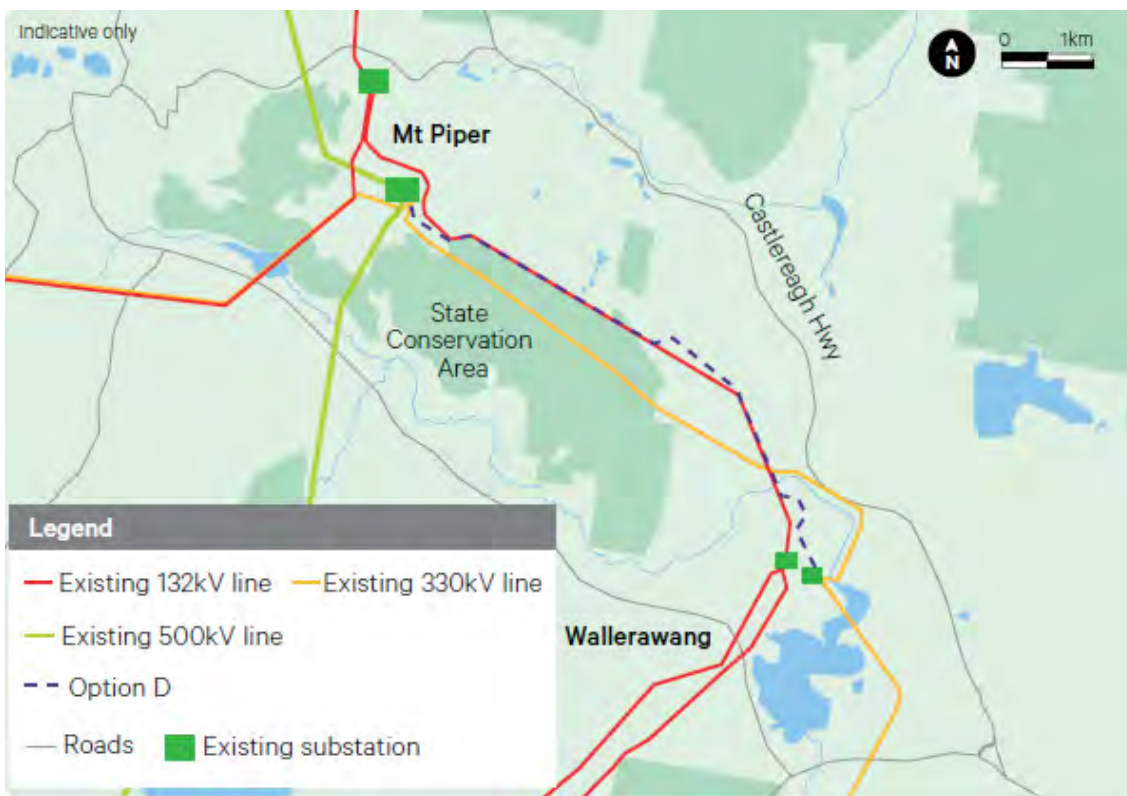 Indicative only
A
N
0 1km
Mt Piper
Castlereagh Hwy
State
Conservation
Area
Legend
Existing 132kV line Existing 330kV line
Existing 500kV line
Option D
Roads Existing substation
Wallerawang